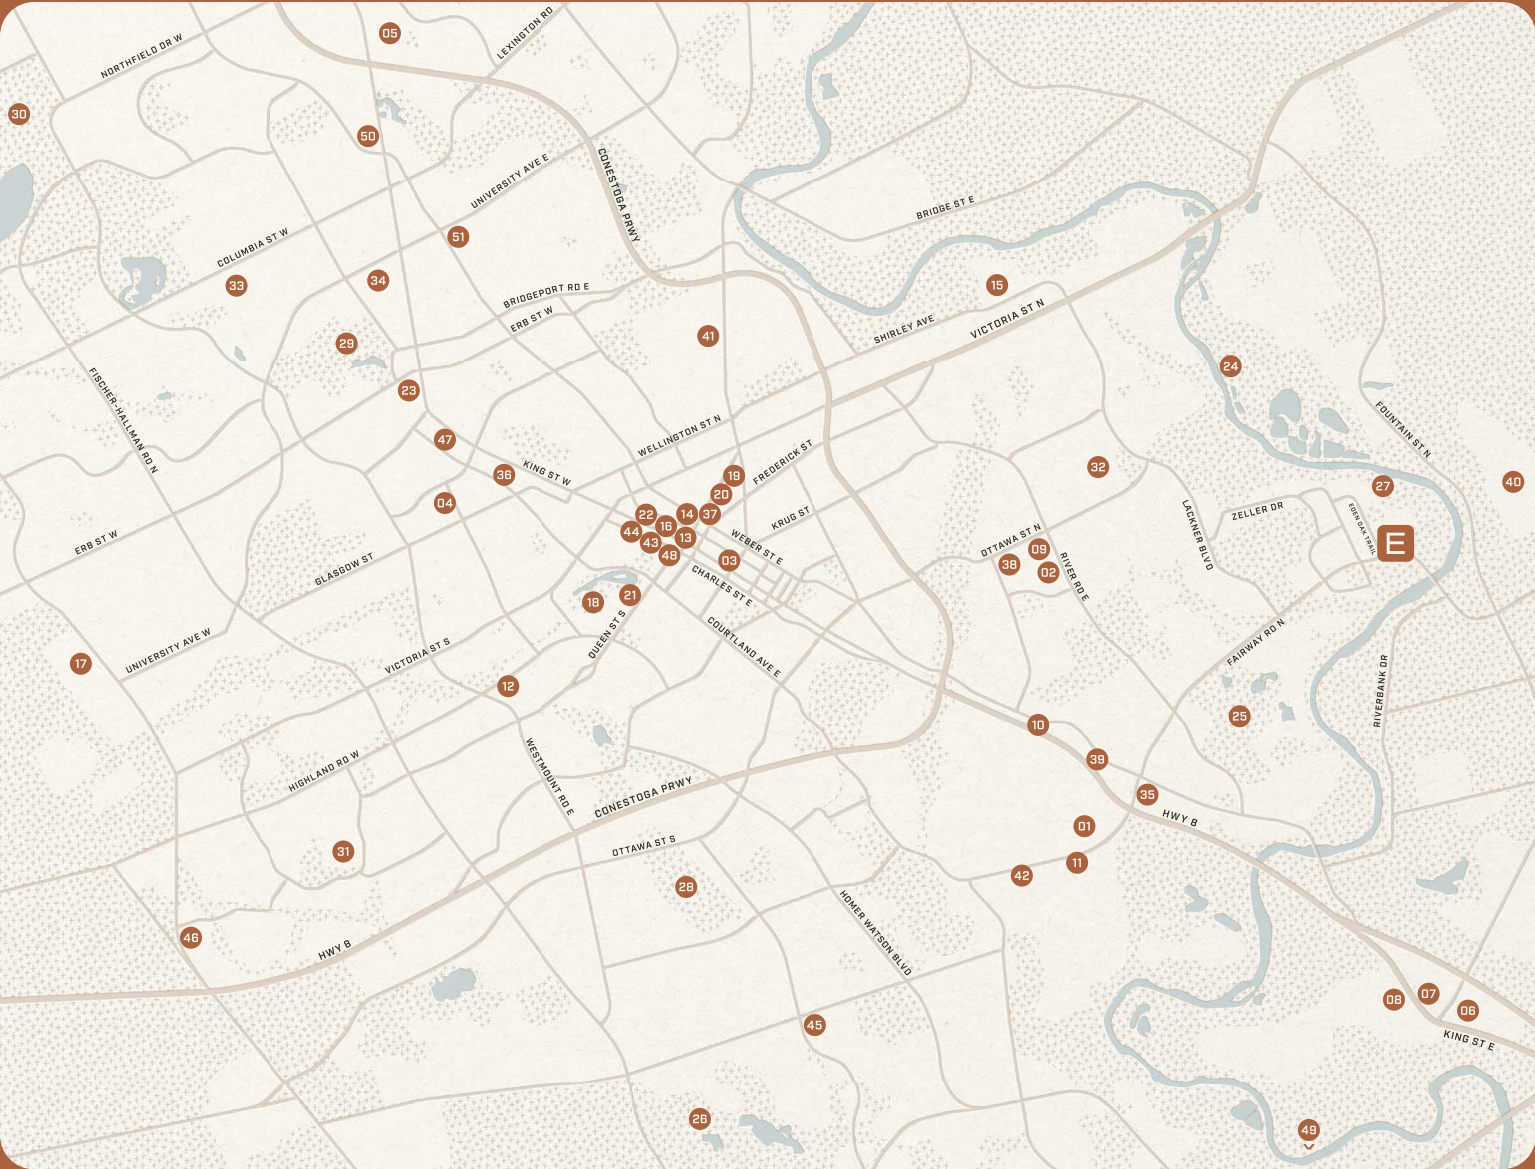 05
LEXINGTON RD
NORTHFIELD DR W
30
50
CONESTOGA PRWY
UNIVERSITY AVE E
BRIDGE ST E
51
COLUMBIA ST W
33
34
15
BRIDGEPORT RD E
ERB ST W
VICTORIA ST N
SHIRLEY AVE
29
41
24
FISCHER-HALLMAN RD N
23
FOUNTAIN ST N
47
WELLINGTON ST N
FREDERICK ST
36
KING ST W
19
32
40
27
20
04
22
14
37
KRUG ST
LACKNER BLVD
ZELLER DR
EDEN OAK TRAIL
44
16
43
13
48
WEBER ST E
03
OTTAWA ST N
09
38
02
RIVER RD E
E
ERB ST W
GLASGOW ST
CHARLES ST E
18
21
QUEEN ST S
COURTLAND AVE E
UNIVERSITY AVE W
VICTORIA ST S
FAIRWAY RD N
17
12
RIVERBANK DR
25
10
HIGHLAND RD W
WESTMOUNT RD E
39
CONESTOGA PRWY
35
HWY 8
01
31
OTTAWA ST S
11
42
28
HOMER WATSON BLVD
46
HWY 8
08
07
06
45
KING ST E
26
49